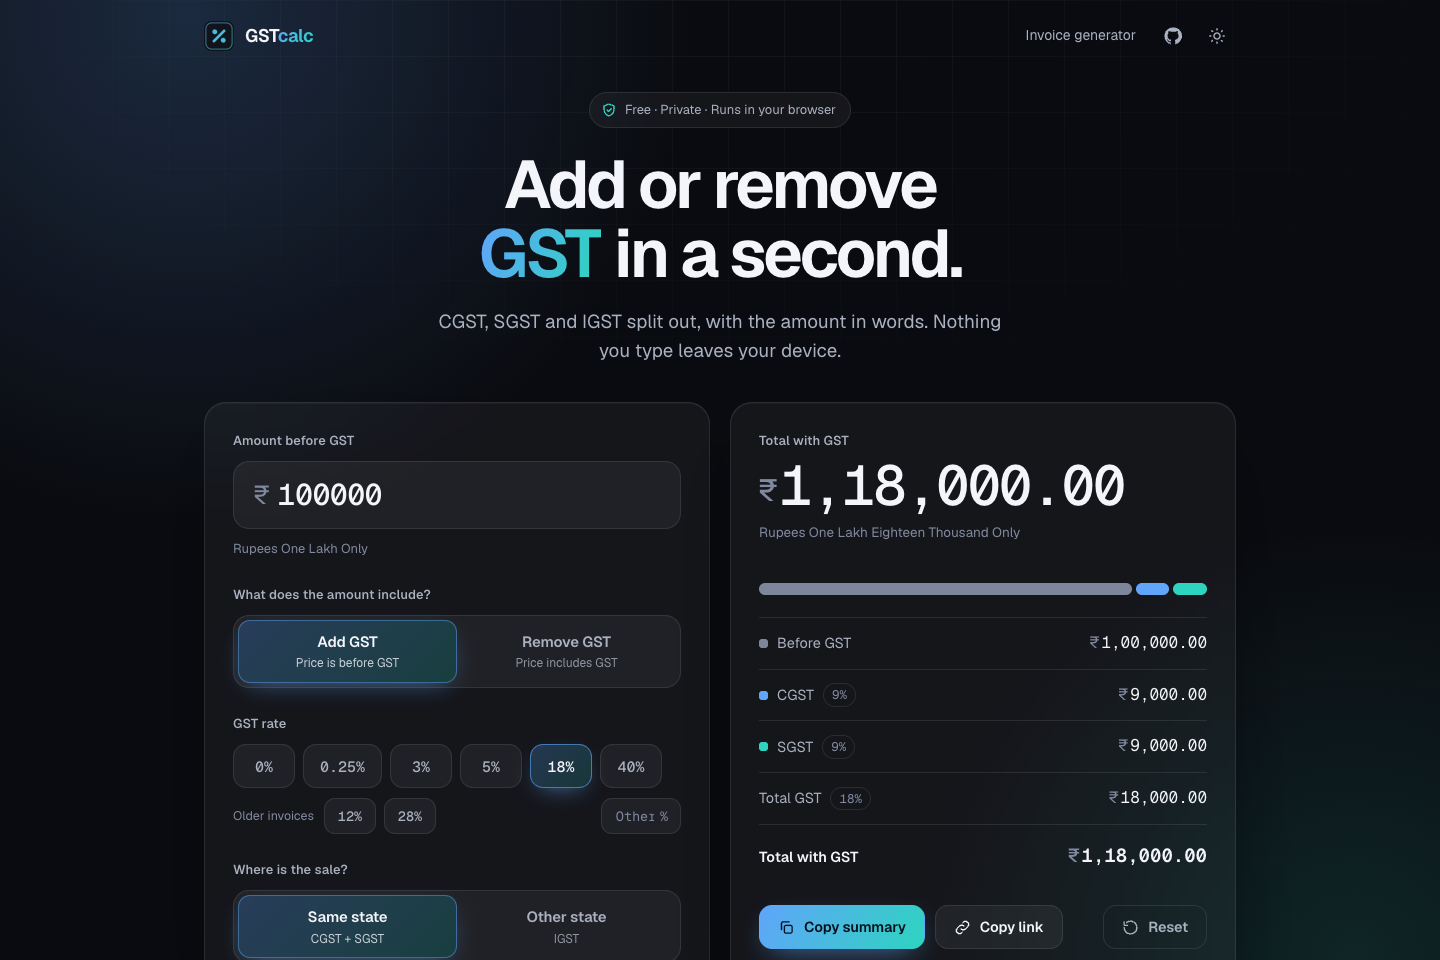 GSTcalc
Invoice generator
Free · Private · Runs in your browser
Add or remove
GST in a second.
CGST, SGST and IGST split out, with the amount in words. Nothing
you type leaves your device.
Amount before GST
₹ 100000
Rupees One Lakh Only
What does the amount include?
Add GST
Price is before GST
Remove GST
Price includes GST
GST rate
0% 0.25% 3% 5% 18% 40%
Older invoices 12% 28% Other %
Where is the sale?
Same state
CGST + SGST
Other state
IGST
Total with GST
₹1,18,000.00
Rupees One Lakh Eighteen Thousand Only
Before GST ₹1,00,000.00
CGST 9% ₹9,000.00
SGST 9% ₹9,000.00
Total GST 18% ₹18,000.00
Total with GST ₹1,18,000.00
Copy summary Copy link Reset